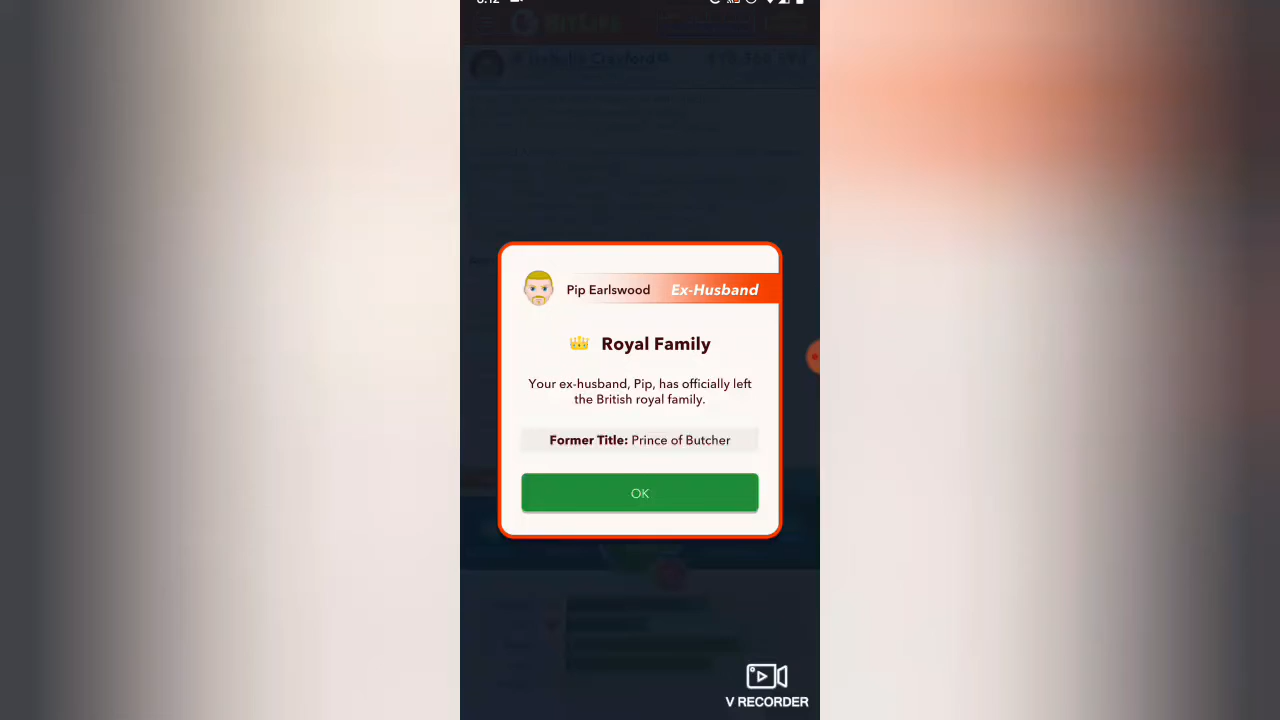 BITLIFE
Pip Earlswood
Ex-Husband
Royal Family
Your ex-husband, Pip, has officially left
the British royal family.
Former Title: Prince of Butcher
OK
V RECORDER